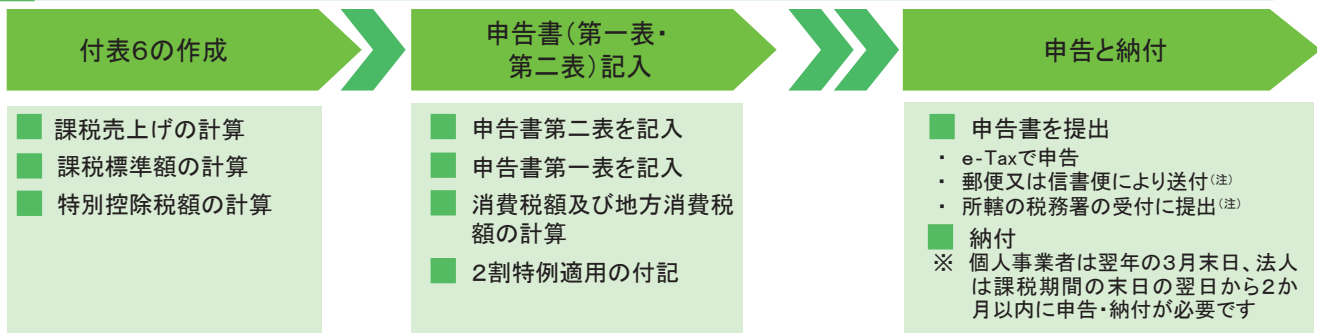 付表6の作成
課税売上げの計算
課税標準額の計算
特別控除税額の計算
申告書(第一表・
第二表)記入
申告書第二表を記入
申告書第一表を記入
消費税額及び地方消費税
額の計算
2割特例適用の付記
申告と納付
申告書を提出
・ e-Taxで申告
・ 郵便又は信書便により送付(注)
・ 所轄の税務署の受付に提出(注)
納付
※ 個人事業者は翌年の3月末日、法人
は課税期間の末日の翌日から2か
月以内に申告・納付が必要です